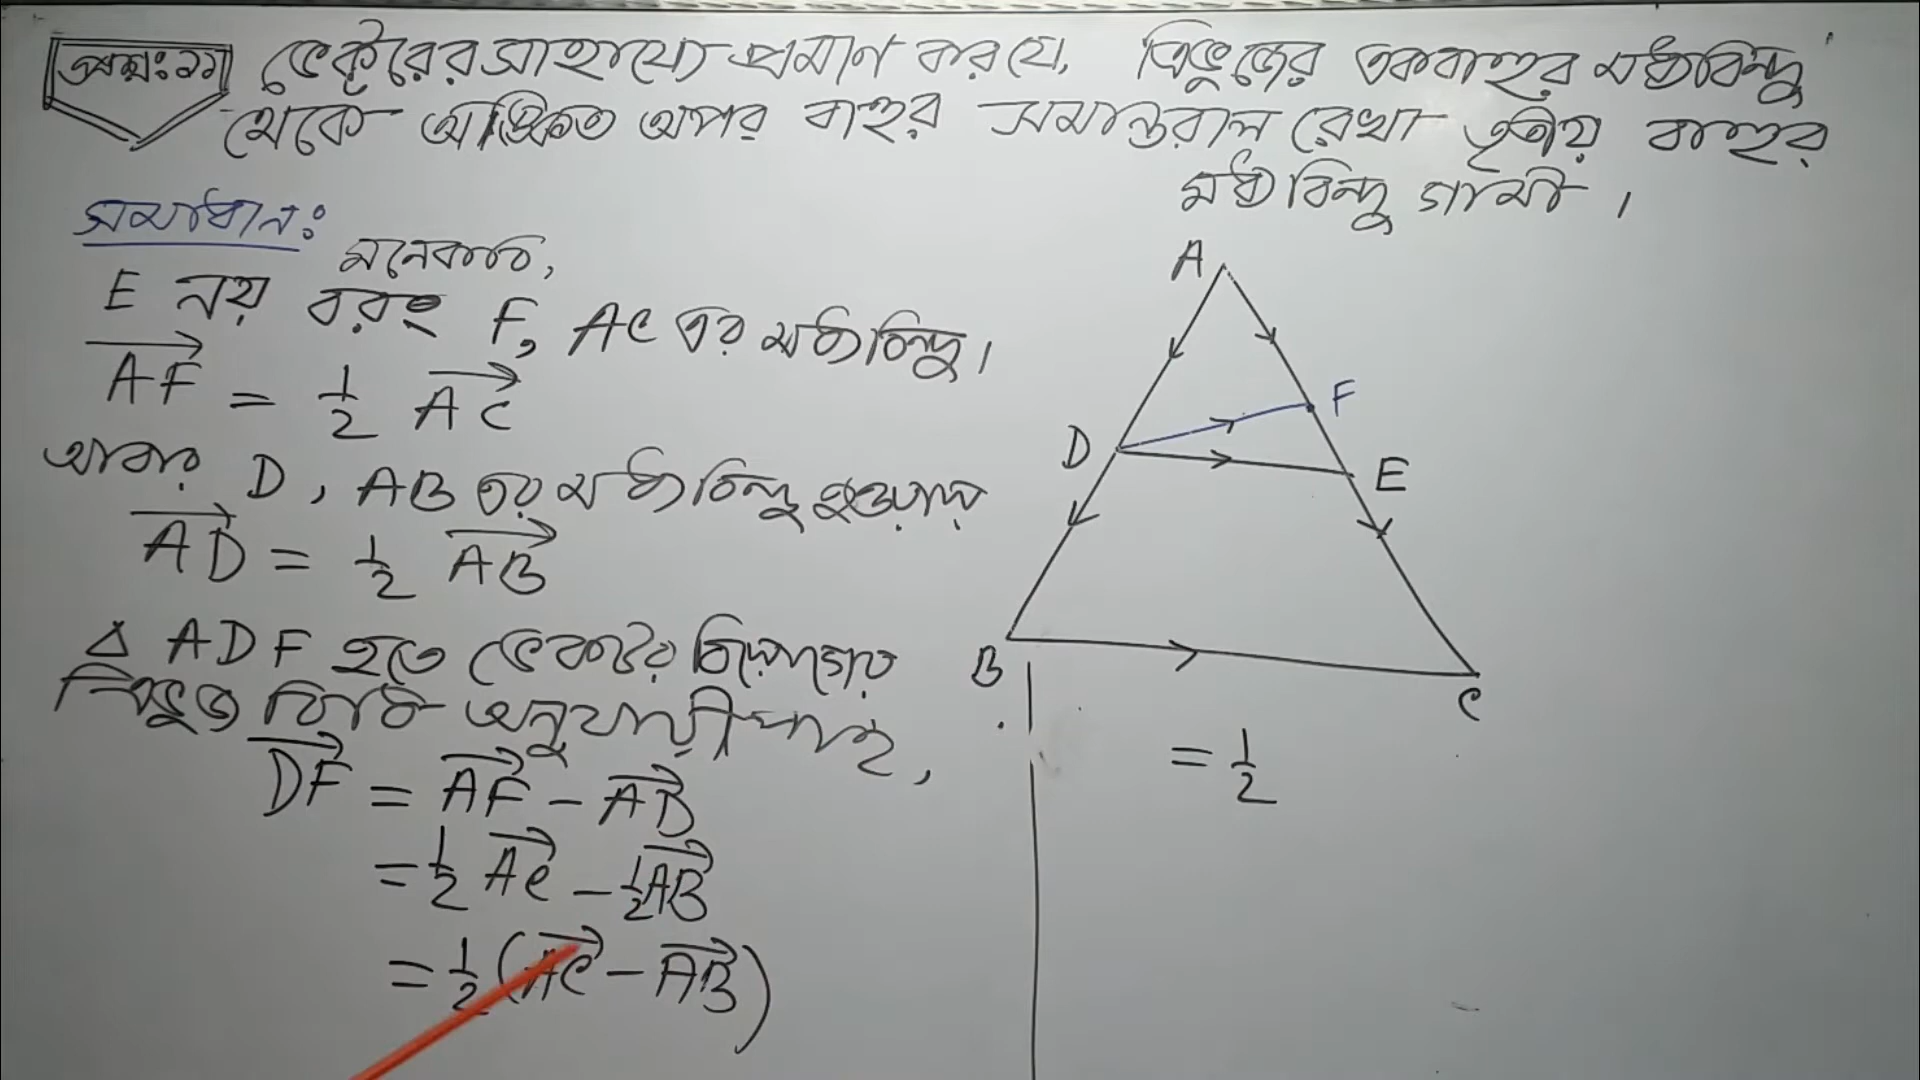 প্রশ্নঃ১১
ভেক্টরের সাহায্যে প্রমাণ কর যে, ত্রিভুজের একবাহুর মধ্যবিন্দু
থেকে অঙ্কিত অপর বাহুর সমান্তরাল রেখা তৃতীয় বাহুর
মধ্যবিন্দু গামী।
সমাধানঃ
মনেকরি,
E নয় বরং F, AC এর মধ্যবিন্দু।
AF = 1/2 AC
আবার D, AB এর মধ্যবিন্দু হওয়ায়
AD = 1/2 AB
Δ ADF হতে ভেকটর বিয়োগের
ত্রিভুজ বিধি অনুযায়ী পাই,
DF = AF - AD
= 1/2 AC - 1/2 AB
= 1/2 (AC - AB)
A
F
D
E
B
C
= 1/2